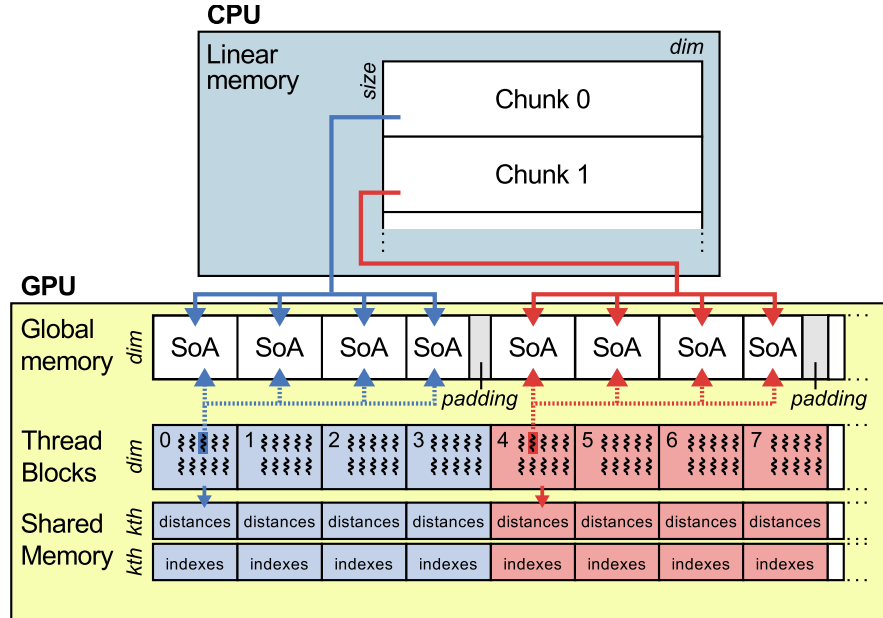 CPU
Linear
memory
dim
size
Chunk 0
Chunk 1
GPU
Global
memory
dim
SoA SoA SoA SoA SoA SoA SoA SoA
padding padding
Thread
Blocks
dim
0 1 2 3 4 5 6 7
Shared
Memory
kth
distances distances distances distances distances distances distances distances
kth
indexes indexes indexes indexes indexes indexes indexes indexes